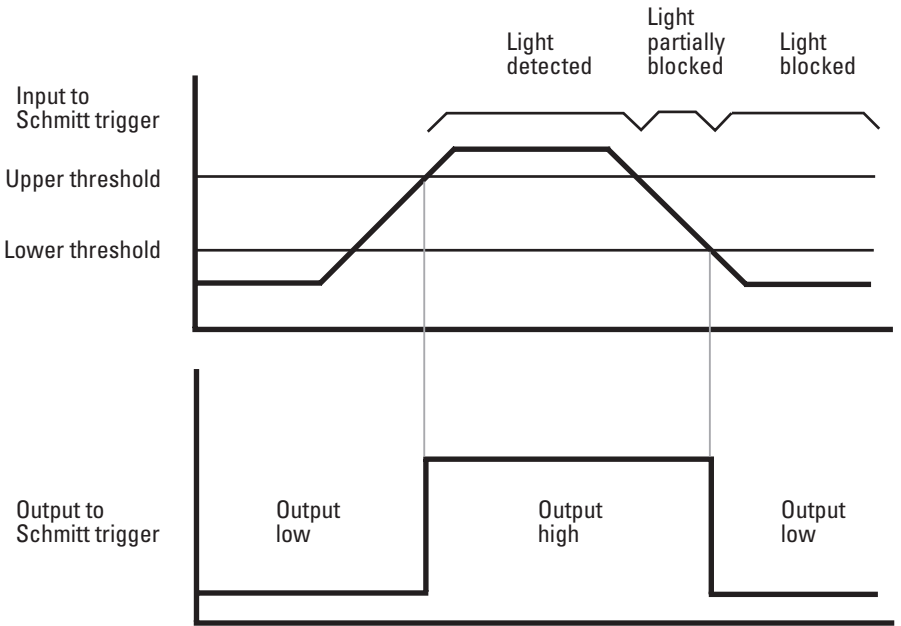 Light
detected
Light
partially
blocked
Light
blocked
Input to
Schmitt trigger
Upper threshold
Lower threshold
Output to
Schmitt trigger
Output
low
Output
high
Output
low